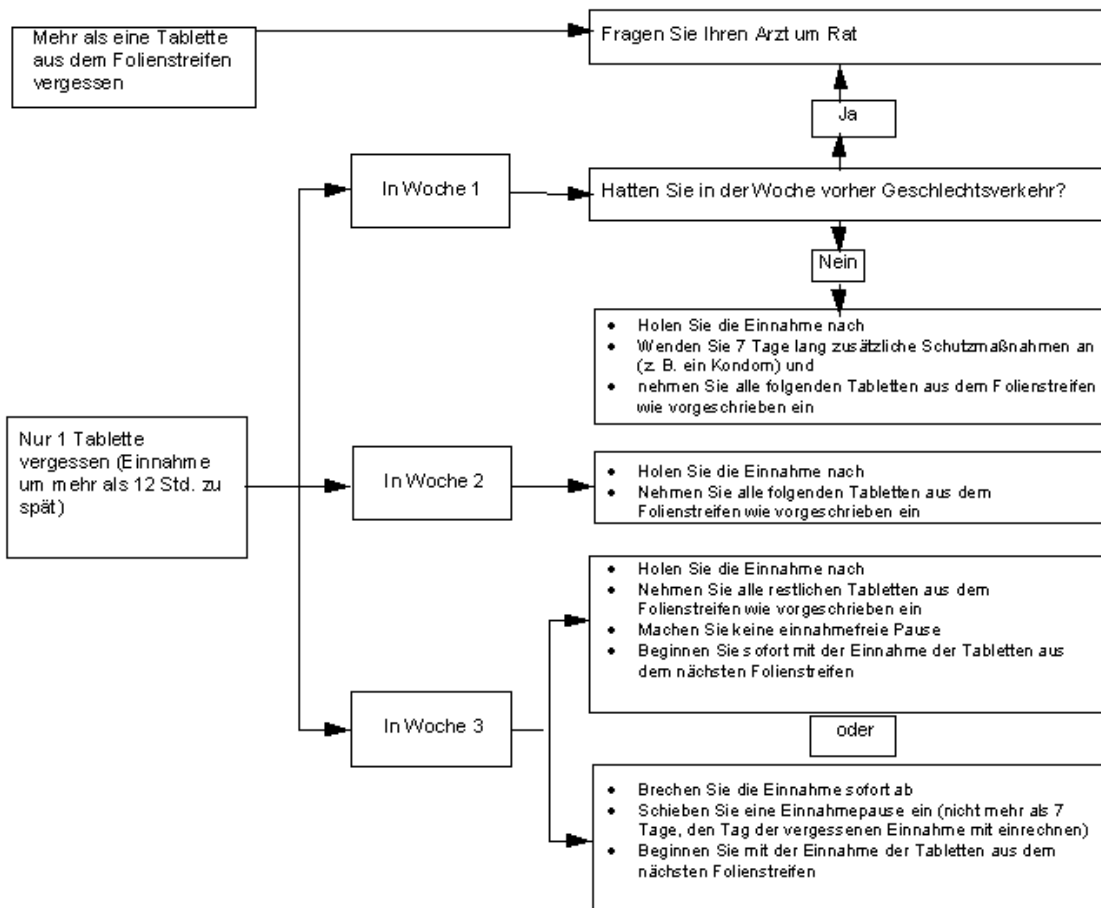 Mehr als eine Tablette
aus dem Folienstreifen
vergessen
Fragen Sie Ihren Arzt um Rat
Ja
In Woche 1
Hatten Sie in der Woche vorher Geschlechtsverkehr?
Nein
• Holen Sie die Einnahme nach
• Wenden Sie 7 Tage lang zusätzliche Schutzmaßnahmen an
(z. B. ein Kondom) und
• nehmen Sie alle folgenden Tabletten aus dem Folienstreifen
wie vorgeschrieben ein
Nur 1 Tablette
vergessen (Einnahme
um mehr als 12 Std. zu
spät)
In Woche 2
• Holen Sie die Einnahme nach
• Nehmen Sie alle folgenden Tabletten aus dem
Folienstreifen wie vorgeschrieben ein
In Woche 3
• Holen Sie die Einnahme nach
• Nehmen Sie alle restlichen Tabletten aus dem
Folienstreifen wie vorgeschrieben ein
• Machen Sie keine einnahmefreie Pause
• Beginnen Sie sofort mit der Einnahme der Tabletten aus
dem nächsten Folienstreifen
oder
• Brechen Sie die Einnahme sofort ab
• Schieben Sie eine Einnahmepause ein (nicht mehr als 7
Tage, den Tag der vergessenen Einnahme mit einrechnen)
• Beginnen Sie mit der Einnahme der Tabletten aus dem
nächsten Folienstreifen